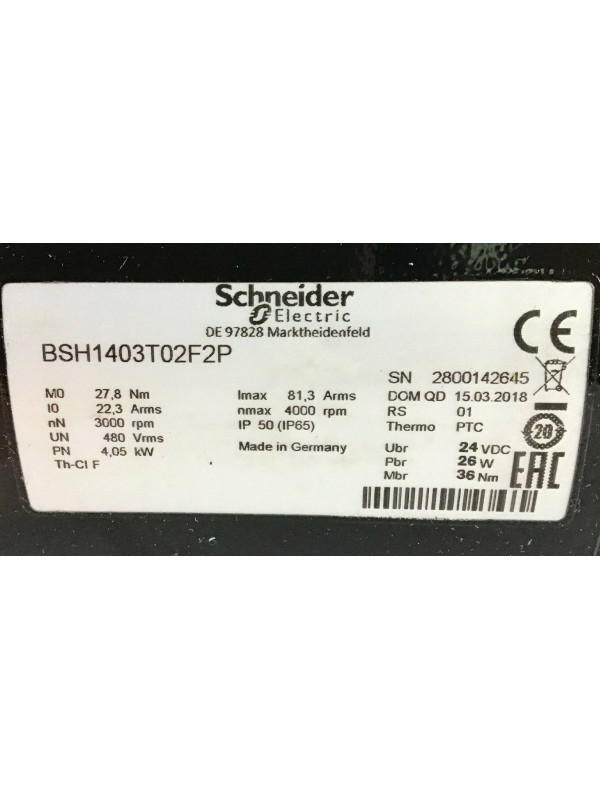 Schneider
Electric
DE 97828 Marktheidenfeld
CE
BSH1403T02F2P
SN 2800142645
M0 27,8 Nm
I0 22,3 Arms
nN 3000 rpm
UN 480 Vrms
PN 4,05 kW
Th-Cl F
Imax 81,3 Arms
nmax 4000 rpm
IP 50 (IP65)
Made in Germany
DOM QD 15.03.2018
RS 01
Thermo PTC
Ubr 24 VDC
Pbr 26 W
Mbr 36 Nm
20
EAC